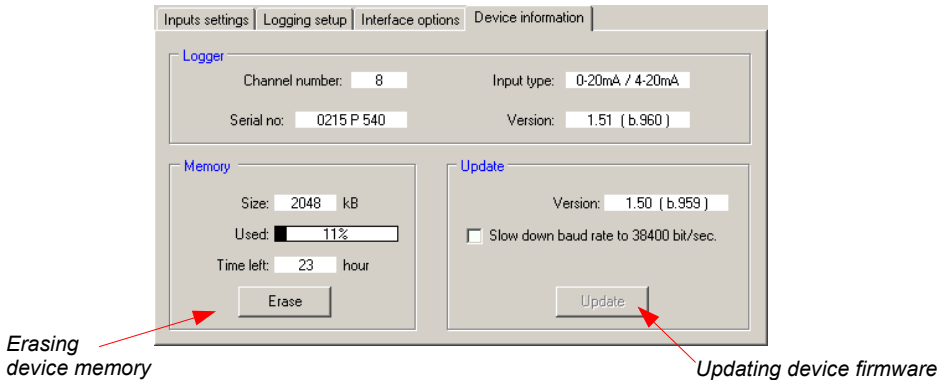 Inputs settings Logging setup Interface options Device information
Logger
Channel number: 8 Input type: 0-20mA / 4-20mA
Serial no: 0215 P 540 Version: 1.51 ( b.960 )
Memory
Size: 2048 kB
Used: 11%
Time left: 23 hour
Erase
Update
Version: 1.50 ( b.959 )
Slow down baud rate to 38400 bit/sec.
Update
Erasing
device memory
Updating device firmware